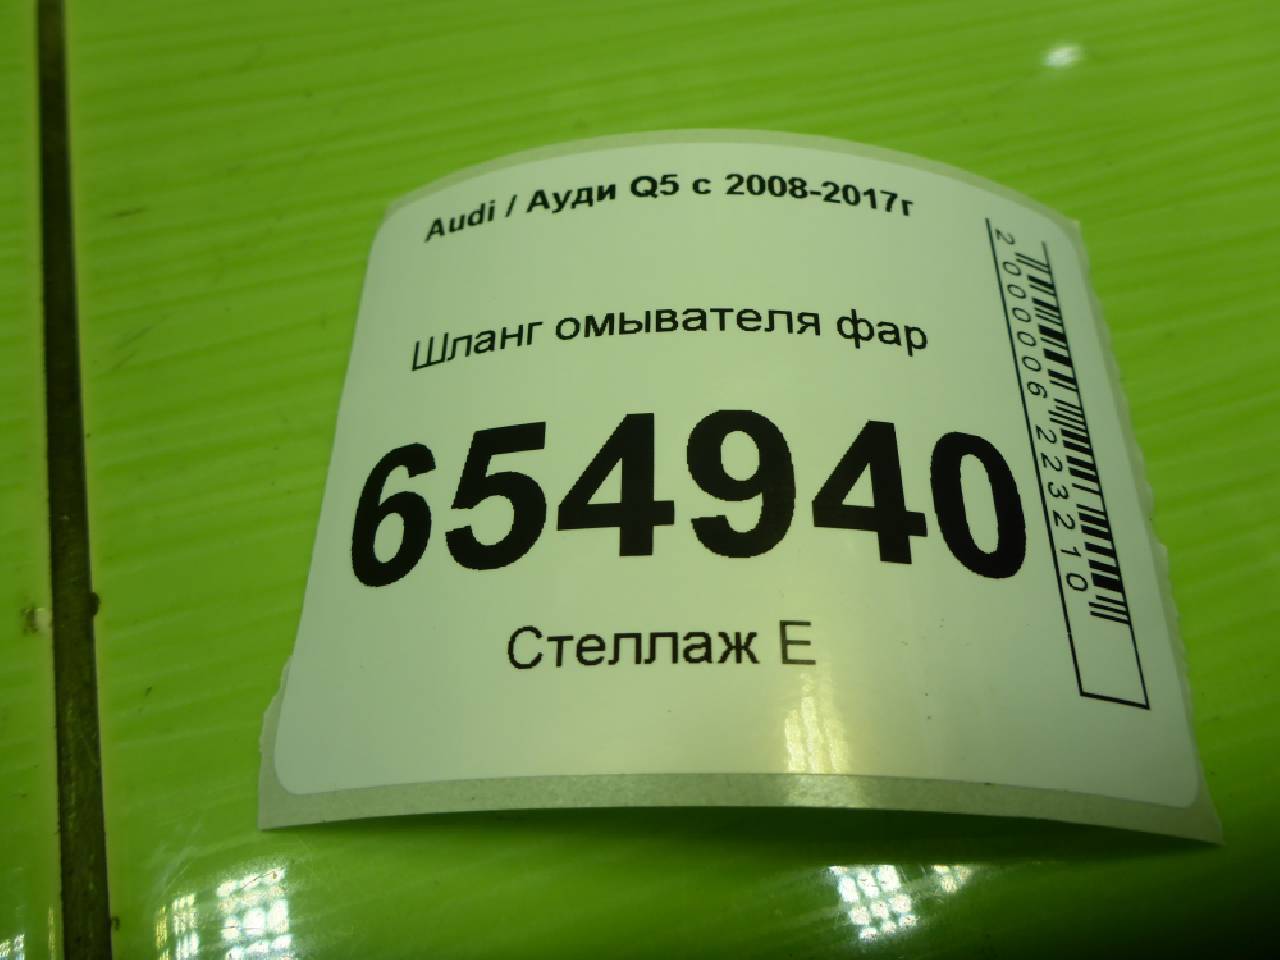 Audi / Ауди Q5 с 2008-2017г
Шланг омывателя фар
654940
Стеллаж Е
2000006223210